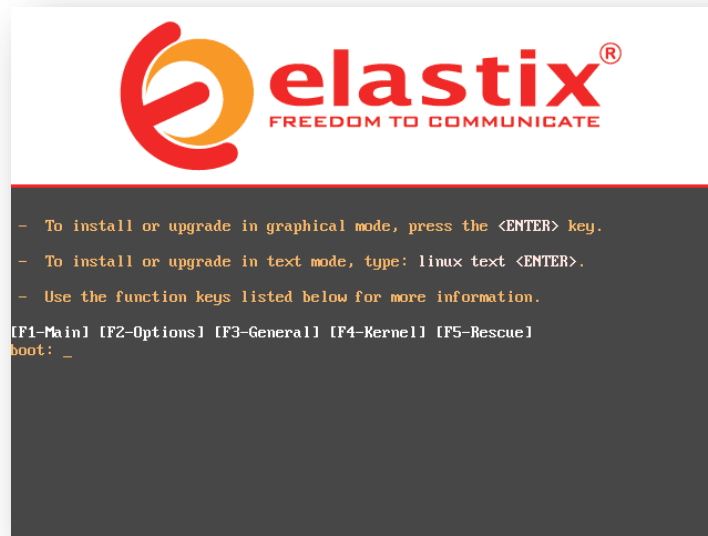 elastix®
FREEDOM TO COMMUNICATE
- To install or upgrade in graphical mode, press the <ENTER> key.
- To install or upgrade in text mode, type: linux text <ENTER>.
- Use the function keys listed below for more information.
[F1-Main] [F2-Options] [F3-General] [F4-Kernel] [F5-Rescue]
boot: _